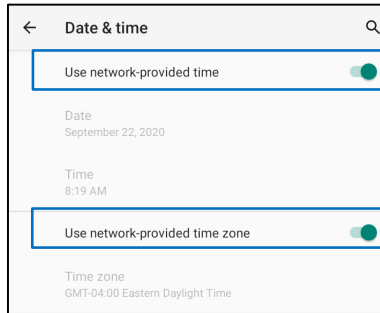 Date & time
Use network-provided time
Date
September 22, 2020
Time
8:19 AM
Use network-provided time zone
Time zone
GMT-04:00 Eastern Daylight Time